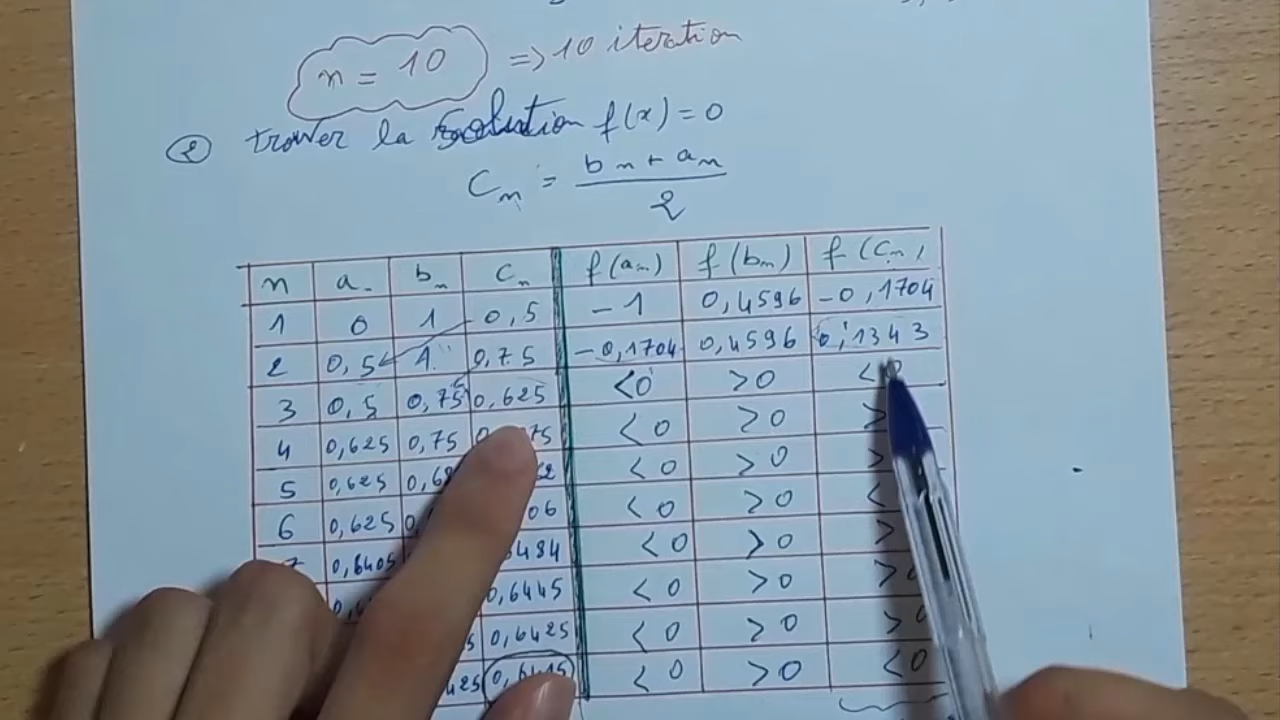 n = 10 => 10 iteration
② trouver la solution f(x) = 0
Cn = bn + an / 2
n a bn Cn f(an) f(bn) f(Cn)
1 0 1 0,5 -1 0,4596 -0,1704
2 0,5 1 0,75 -0,1704 0,4596 0,1343
3 0,5 0,75 0,625 <0 >0 <0
4 0,625 0,75 <0 >0 >
5 0,625 <0 >0 >
6 0,625 <0 >0 <
0,6405 <0 >0 >
0,6445 <0 >0 >0
0,6425 <0 >0 >0
<0 >0 <0